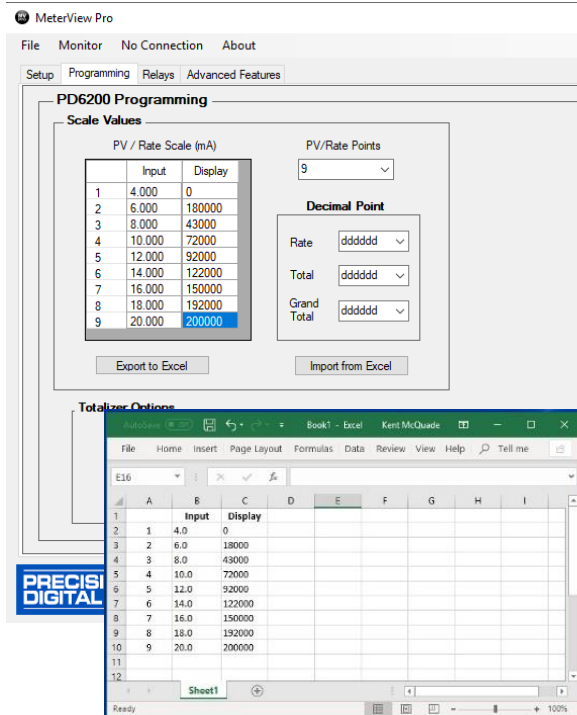 MeterView Pro
File Monitor No Connection About
Setup Programming Relays Advanced Features
PD6200 Programming
Scale Values
PV / Rate Scale (mA)
PV/Rate Points
Input Display
9
1 4.000 0
2 6.000 180000
3 8.000 43000
4 10.000 72000
5 12.000 92000
6 14.000 122000
7 16.000 150000
8 18.000 192000
9 20.000 200000
Decimal Point
Rate dddddd
Total dddddd
Grand
Total dddddd
Export to Excel
Import from Excel
Totalizer Options
AutoSave Off Book1 - Excel Kent McQuade
File Home Insert Page Layout Formulas Data Review View Help Tell me
E16 fx
A B C D E F G H I
1 Input Display
2 1 4.0 0
3 2 6.0 18000
4 3 8.0 43000
5 4 10.0 72000
6 5 12.0 92000
7 6 14.0 122000
8 7 16.0 150000
9 8 18.0 192000
10 9 20.0 200000
11
12
Sheet1
Ready 100%
PRECISI
DIGITAL